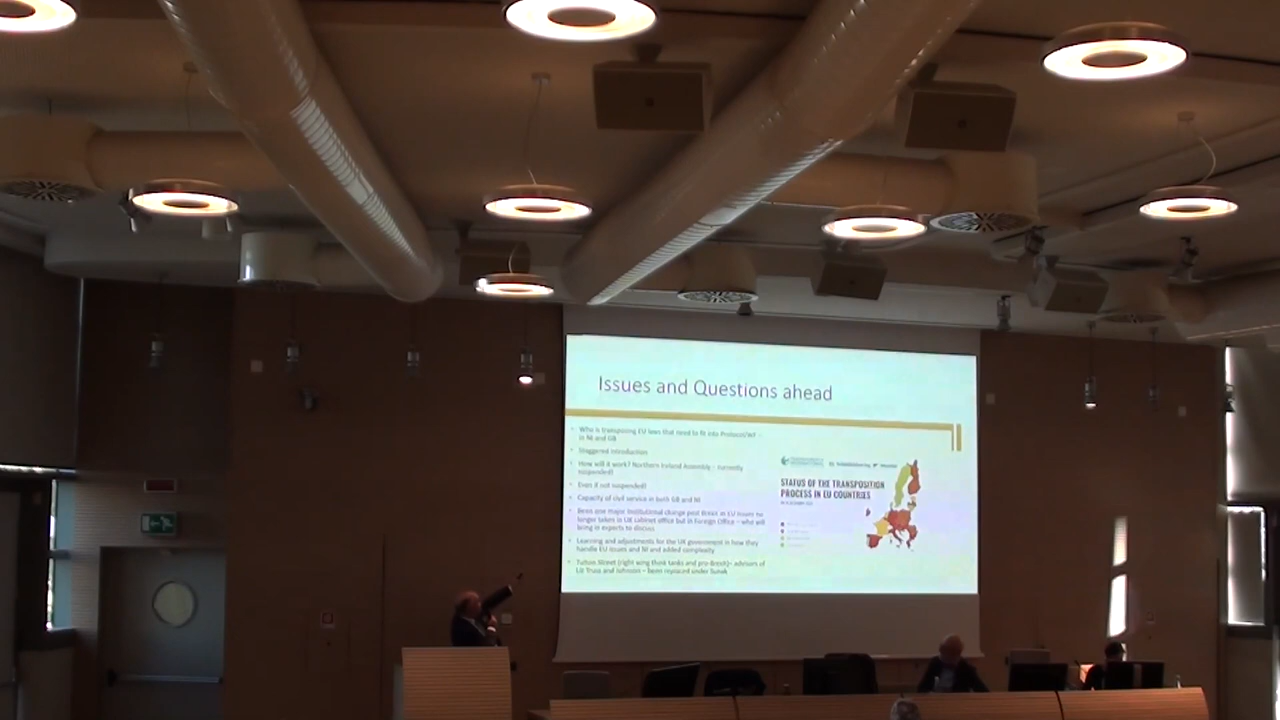 Issues and Questions ahead
Who is transposing EU laws that need to fit into Protocol/WF -
in NI and GB
Staggered introduction
How will it work? Northern Ireland Assembly - currently
suspended!
Even if not suspended!
Capacity of civil service in both GB and NI
Been one major institutional change post Brexit as EU issues no
longer taken in UK cabinet office but in Foreign Office – who will
bring in experts to discuss
Learning and adjustments for the UK government in how they
handle EU issues and NI and added complexity
Tufton Street (right wing think tanks and pro-Brexit)– advisors of
Liz Truss and Johnson – been replaced under Sunak
STATUS OF THE TRANSPOSITION
PROCESS IN EU COUNTRIES